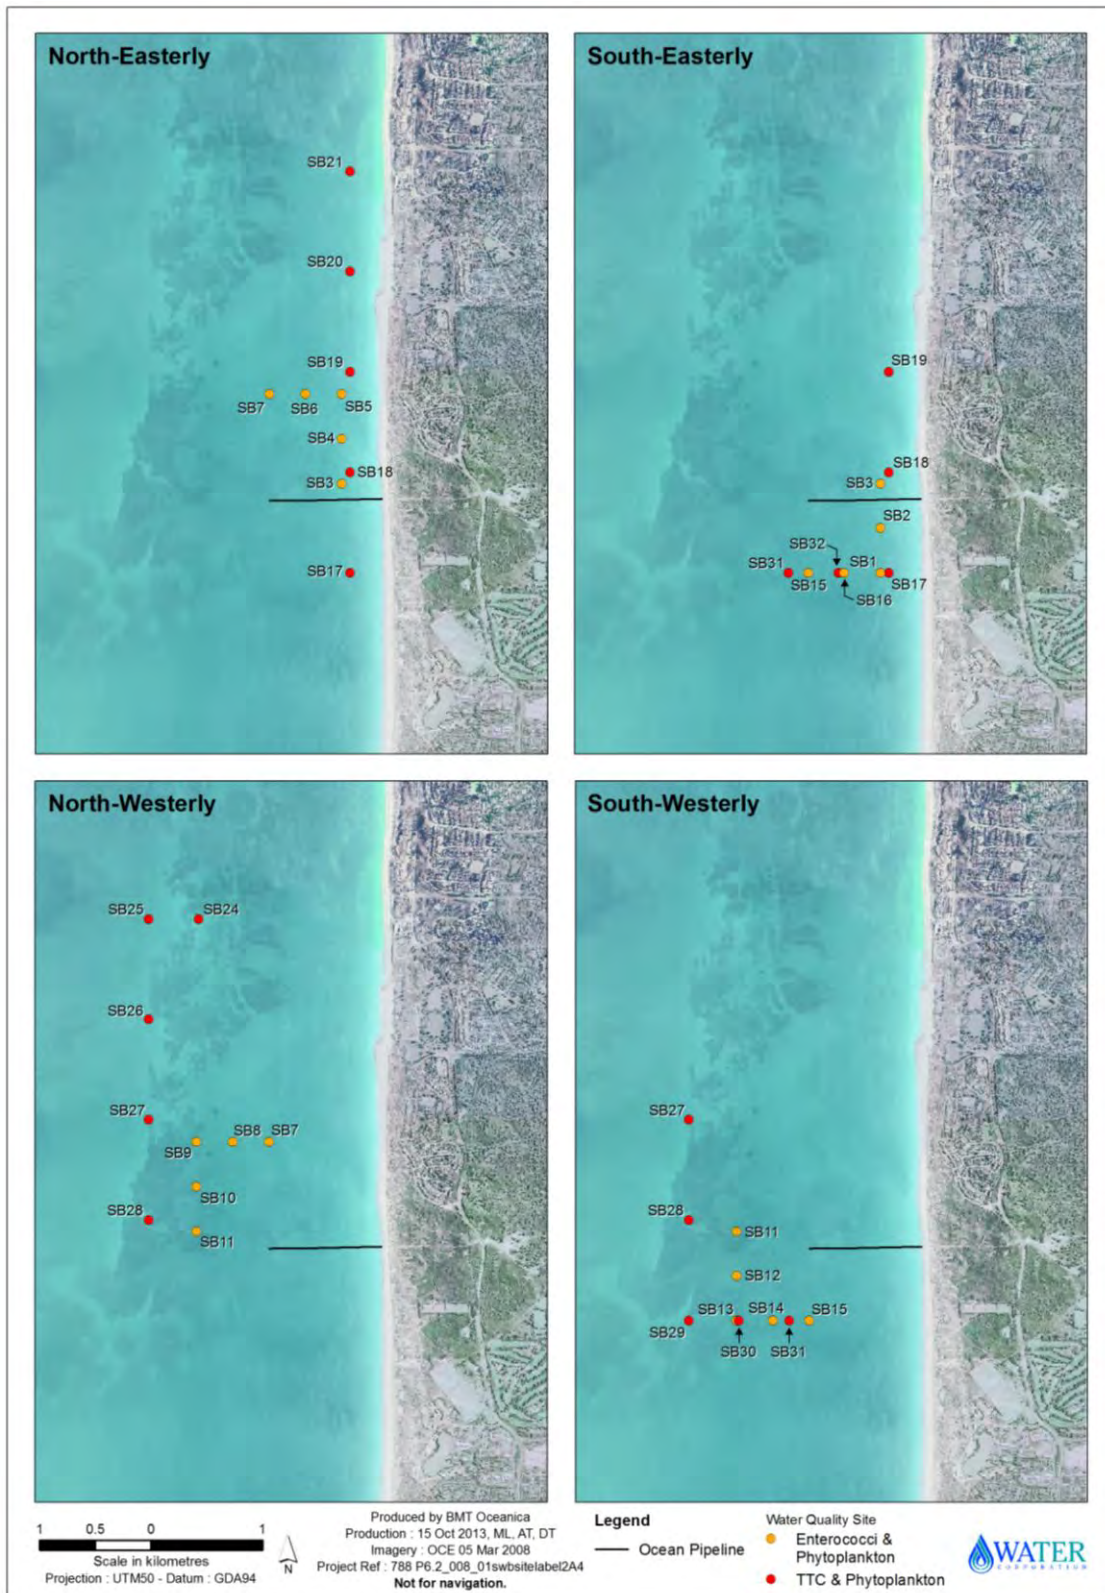 North-Easterly
SB21
SB20
SB19
SB7
SB6
SB5
SB4
SB18
SB3
SB17
South-Easterly
SB19
SB18
SB3
SB2
SB32
SB31
SB1
SB15
SB17
SB16
North-Westerly
SB25
SB24
SB26
SB27
SB8
SB7
SB9
SB10
SB28
SB11
South-Westerly
SB27
SB28
SB11
SB12
SB13
SB14
SB15
SB29
SB30
SB31
1 0.5 0 1
Scale in kilometres
Projection : UTM50 - Datum : GDA94
N
Produced by BMT Oceanica
Production : 15 Oct 2013, ML, AT, DT
Imagery : OCE 05 Mar 2008
Project Ref : 788 P6.2_008_01swbsitelabel2A4
Not for navigation.
Legend
Ocean Pipeline
Water Quality Site
Enterococi &
Phytoplankton
TTC & Phytoplankton
WATER
CORPORATION